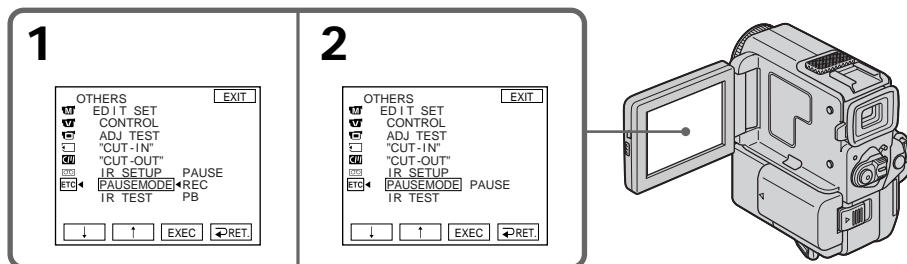 1
OTHERS EXIT
EDIT SET
CONTROL
ADJ TEST
"CUT-IN"
"CUT-OUT"
IR SETUP PAUSE
ETC PAUSEMODE REC
IR TEST PB
↓ ↑ EXEC RET.
2
OTHERS EXIT
EDIT SET
CONTROL
ADJ TEST
"CUT-IN"
"CUT-OUT"
IR SETUP
ETC PAUSEMODE PAUSE
IR TEST
↓ ↑ EXEC RET.